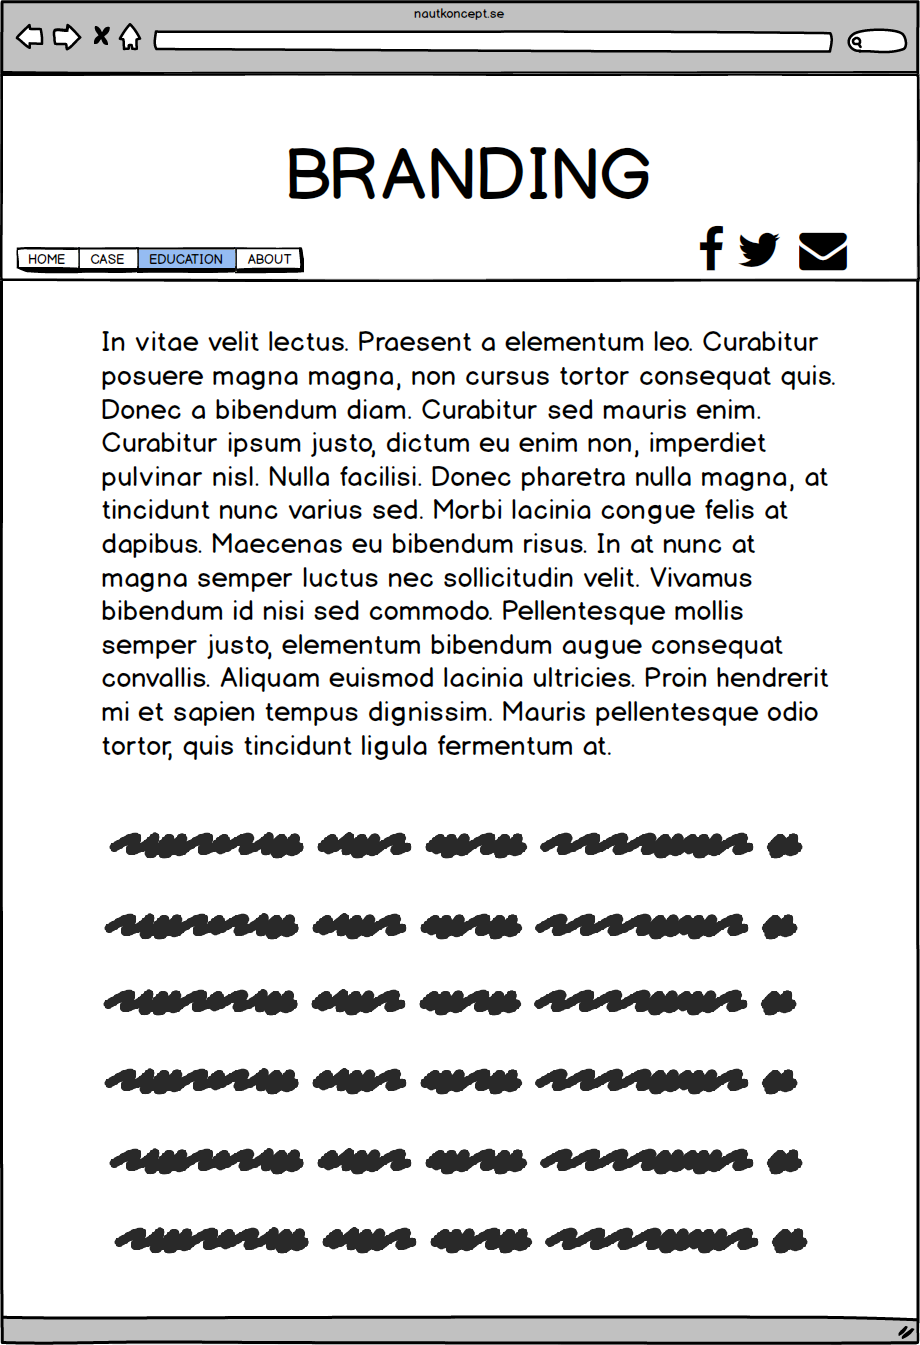 nautkoncept.se
BRANDING
HOME CASE EDUCATION ABOUT
In vitae velit lectus. Praesent a elementum leo. Curabitur
posuere magna magna, non cursus tortor consequat quis.
Donec a bibendum diam. Curabitur sed mauris enim.
Curabitur ipsum justo, dictum eu enim non, imperdiet
pulvinar nisl. Nulla facilisi. Donec pharetra nulla magna, at
tincidunt nunc varius sed. Morbi lacinia congue felis at
dapibus. Maecenas eu bibendum risus. In at nunc at
magna semper luctus nec sollicitudin velit. Vivamus
bibendum id nisi sed commodo. Pellentesque mollis
semper justo, elementum bibendum augue consequat
convallis. Aliquam euismod lacinia ultricies. Proin hendrerit
mi et sapien tempus dignissim. Mauris pellentesque odio
tortor, quis tincidunt ligula fermentum at.